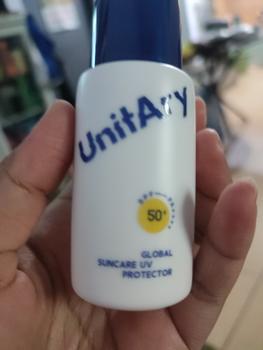 UnitAry
50+
GLOBAL
SUNCARE UV
PROTECTOR